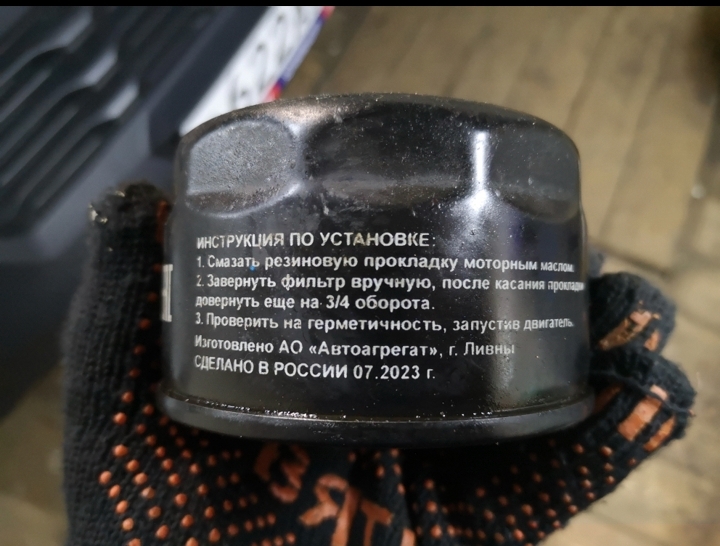 ИНСТРУКЦИЯ ПО УСТАНОВКЕ:
1. Смазать резиновую прокладку моторным маслом.
2. Завернуть фильтр вручную, после касания прокладки
довернуть еще на 3/4 оборота.
3. Проверить на герметичность, запустив двигатель.
Изготовлено АО «Автоагрегат», г. Ливны
СДЕЛАНО В РОССИИ 07.2023 г.